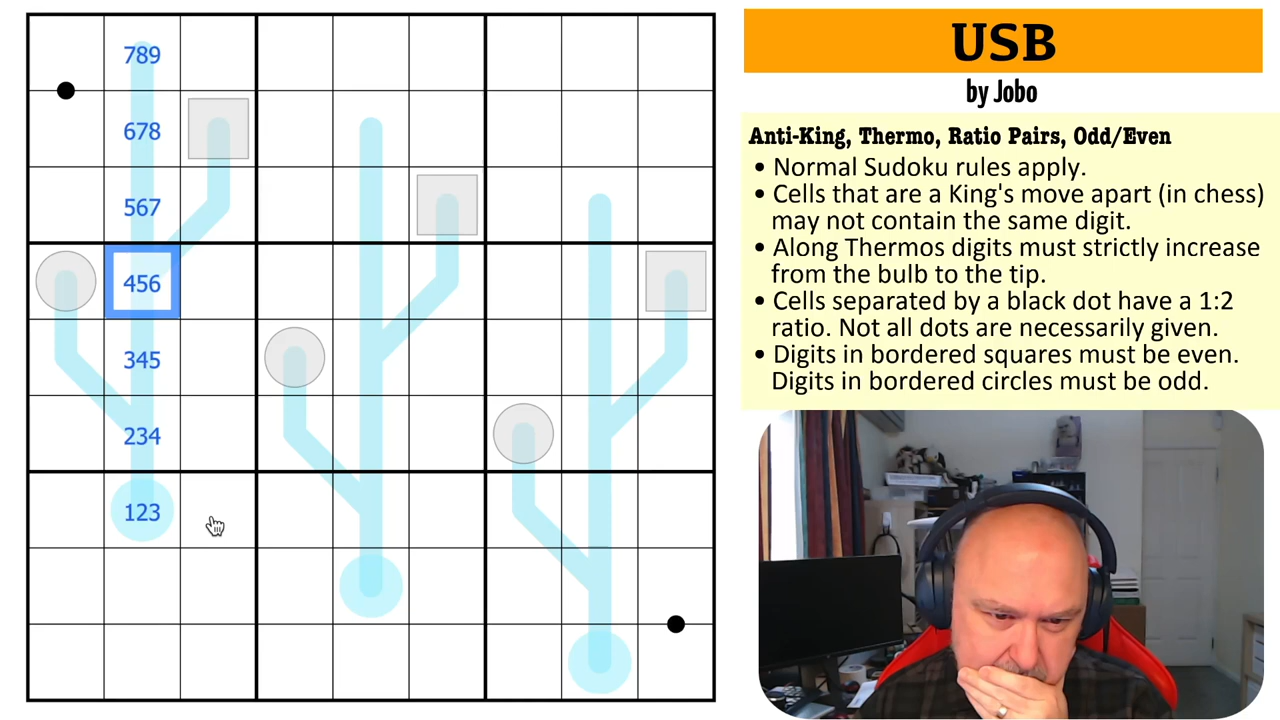 789
678
567
456
345
234
123
USB
by Jobo
Anti-King, Thermo, Ratio Pairs, Odd/Even
• Normal Sudoku rules apply.
• Cells that are a King's move apart (in chess)
may not contain the same digit.
• Along Thermos digits must strictly increase
from the bulb to the tip.
• Cells separated by a black dot have a 1:2
ratio. Not all dots are necessarily given.
• Digits in bordered squares must be even.
Digits in bordered circles must be odd.